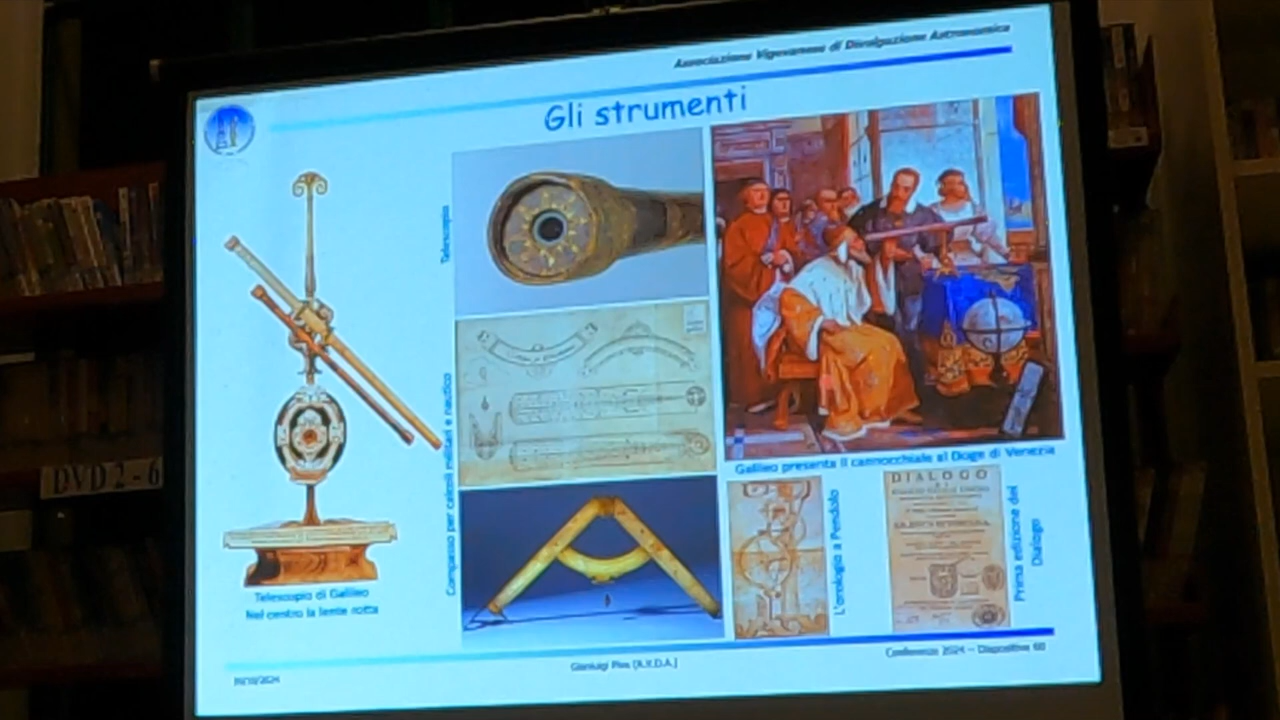 Associazione Vigevanese di Divulgazione Astronomica
Gli strumenti
Telescopio
Compasso per calcoli militari e nautico
Telescopio di Galileo
Nel centro la lente rotta
Galileo presenta il cannocchiale al Doge di Venezia
L'orologio a Pendolo
DIALOGO
Prima edizione del
Dialogo
Gianluigi
(A.V.D.A.)
Conferenze 2024 – Diapositiva 60
DVD 2-6